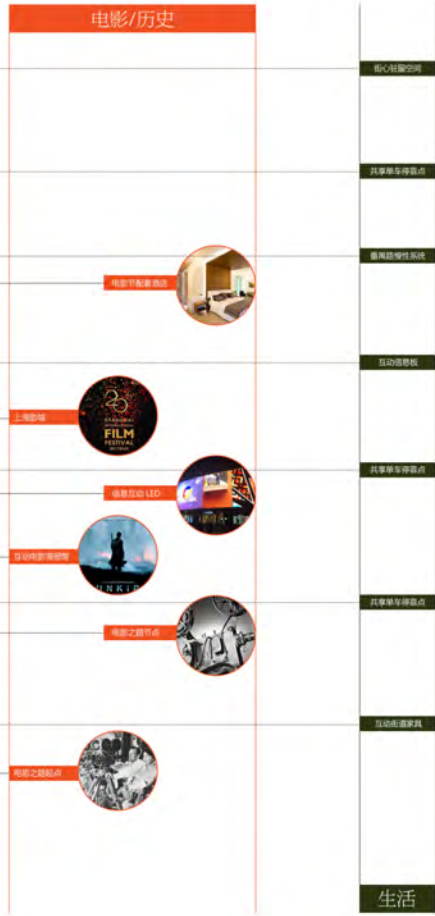 电影/历史
街心驻留空间
共享单车停靠点
番禺路慢性系统
电影节配套酒店
互动信息板
上海影城
FILM
FESTIVAL
共享单车停靠点
信息互动 LED
互动电影海报墙
UNKIR
共享单车停靠点
电影之路节点
互动街道家具
电影之路起点
生活